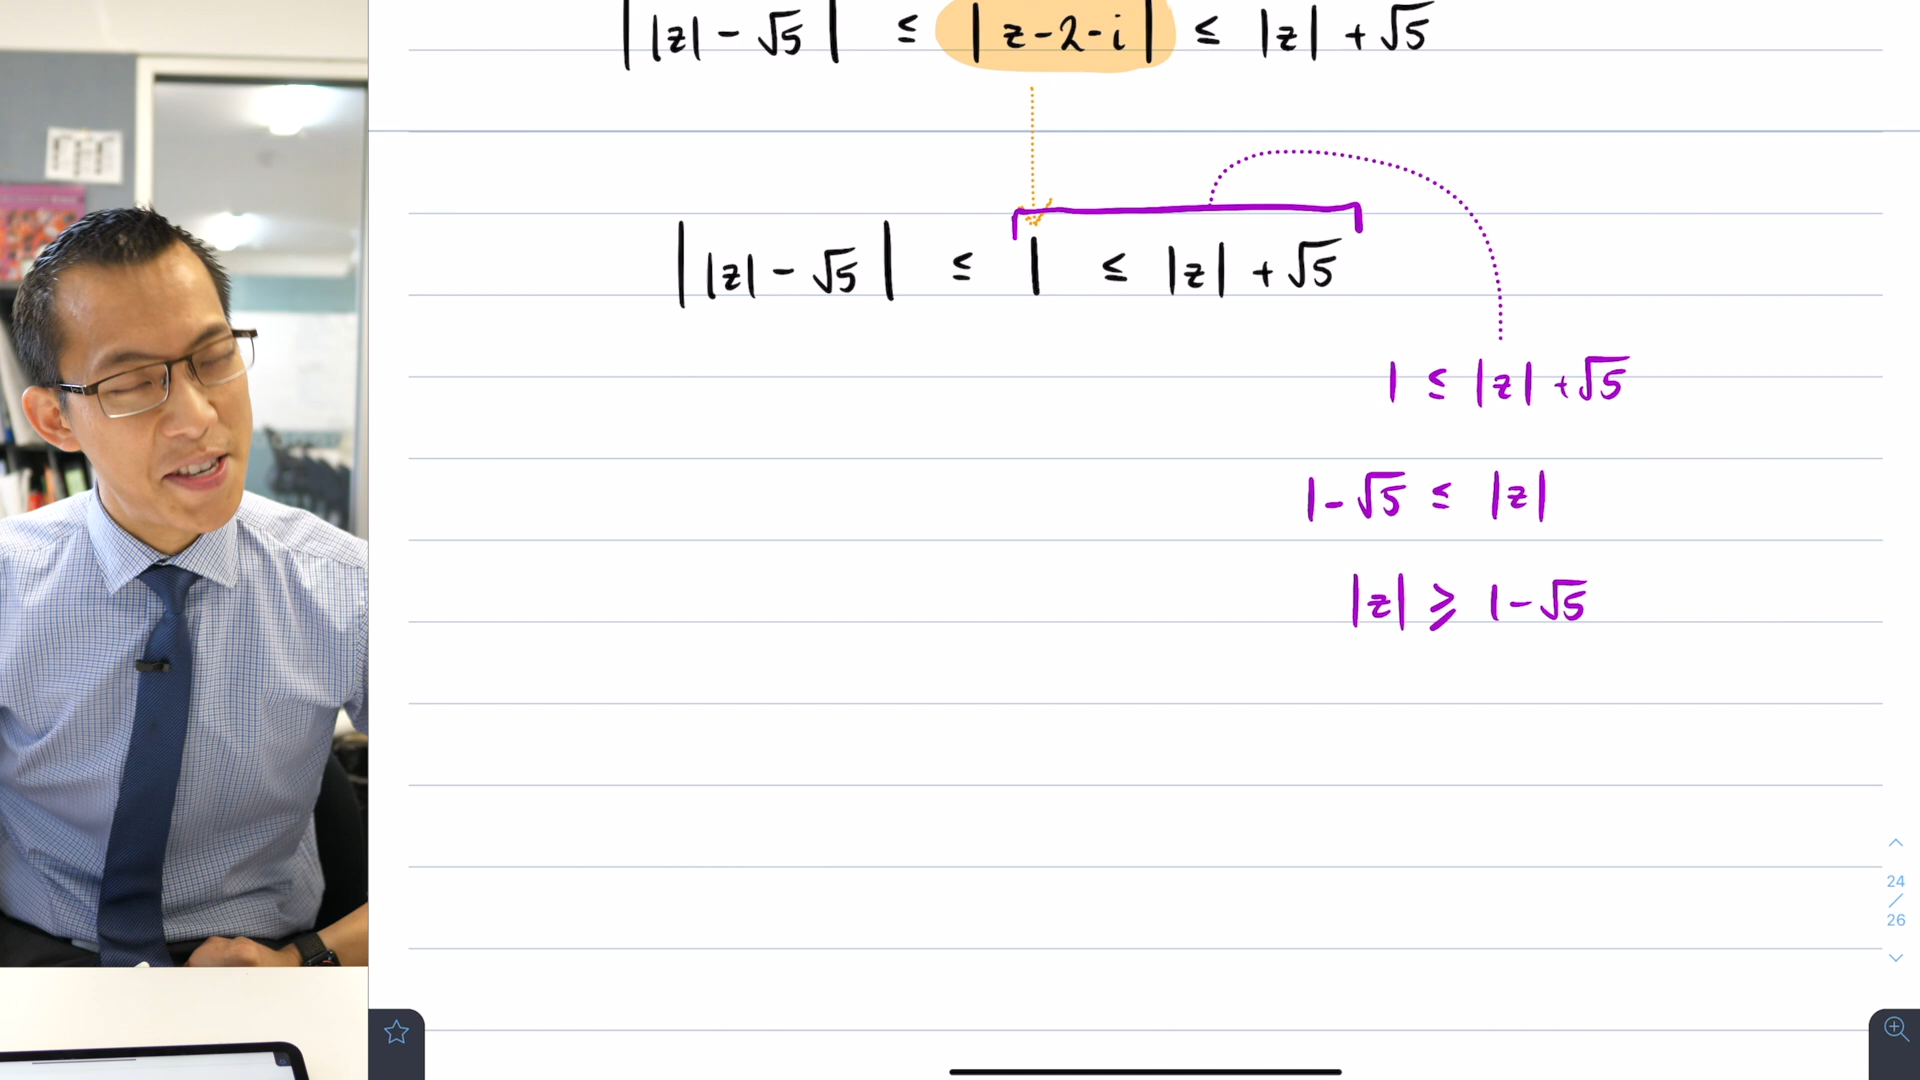 ||z| - √5| ≤ |z-2-i| ≤ |z| + √5
||z| - √5| ≤ 1 ≤ |z| + √5
1 ≤ |z| + √5
1 - √5 ≤ |z|
|z| ⩾ 1 - √5
24
/
26